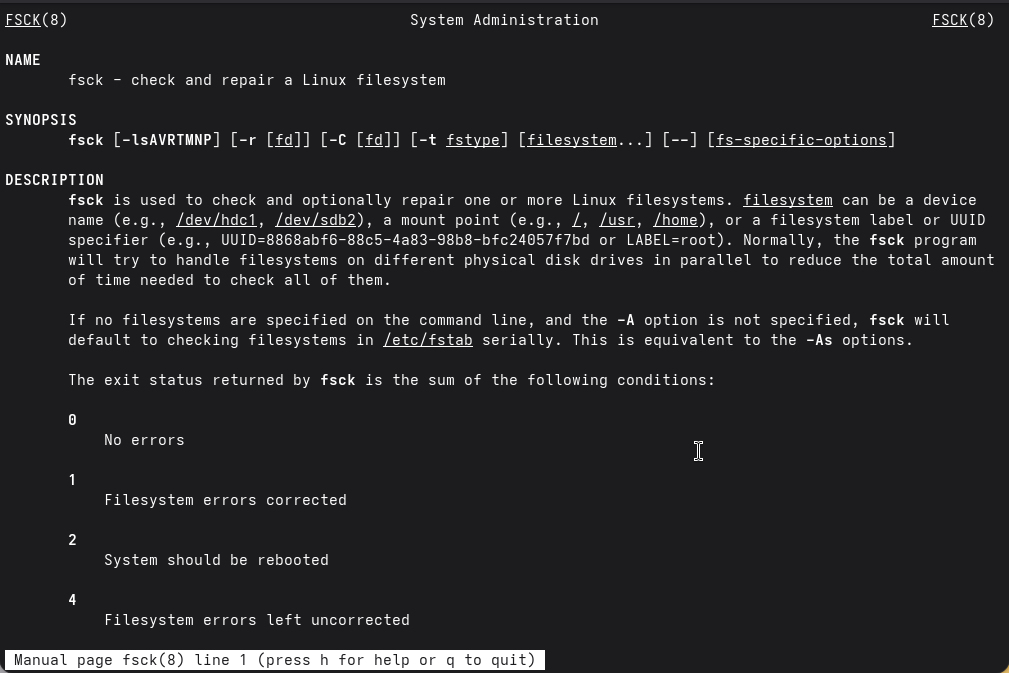 FSCK(8) System Administration FSCK(8)
NAME
fsck – check and repair a Linux filesystem
SYNOPSIS
fsck [–lsAVRTMNP] [–r [fd]] [–C [fd]] [–t fstype] [filesystem...] [––] [fs–specific–options]
DESCRIPTION
fsck is used to check and optionally repair one or more Linux filesystems. filesystem can be a device
name (e.g., /dev/hdc1, /dev/sdb2), a mount point (e.g., /, /usr, /home), or a filesystem label or UUID
specifier (e.g., UUID=8868abf6–88c5–4a83–98b8–bfc24057f7bd or LABEL=root). Normally, the fsck program
will try to handle filesystems on different physical disk drives in parallel to reduce the total amount
of time needed to check all of them.
If no filesystems are specified on the command line, and the –A option is not specified, fsck will
default to checking filesystems in /etc/fstab serially. This is equivalent to the –As options.
The exit status returned by fsck is the sum of the following conditions:
0
No errors
1
Filesystem errors corrected
2
System should be rebooted
4
Filesystem errors left uncorrected
Manual page fsck(8) line 1 (press h for help or q to quit)